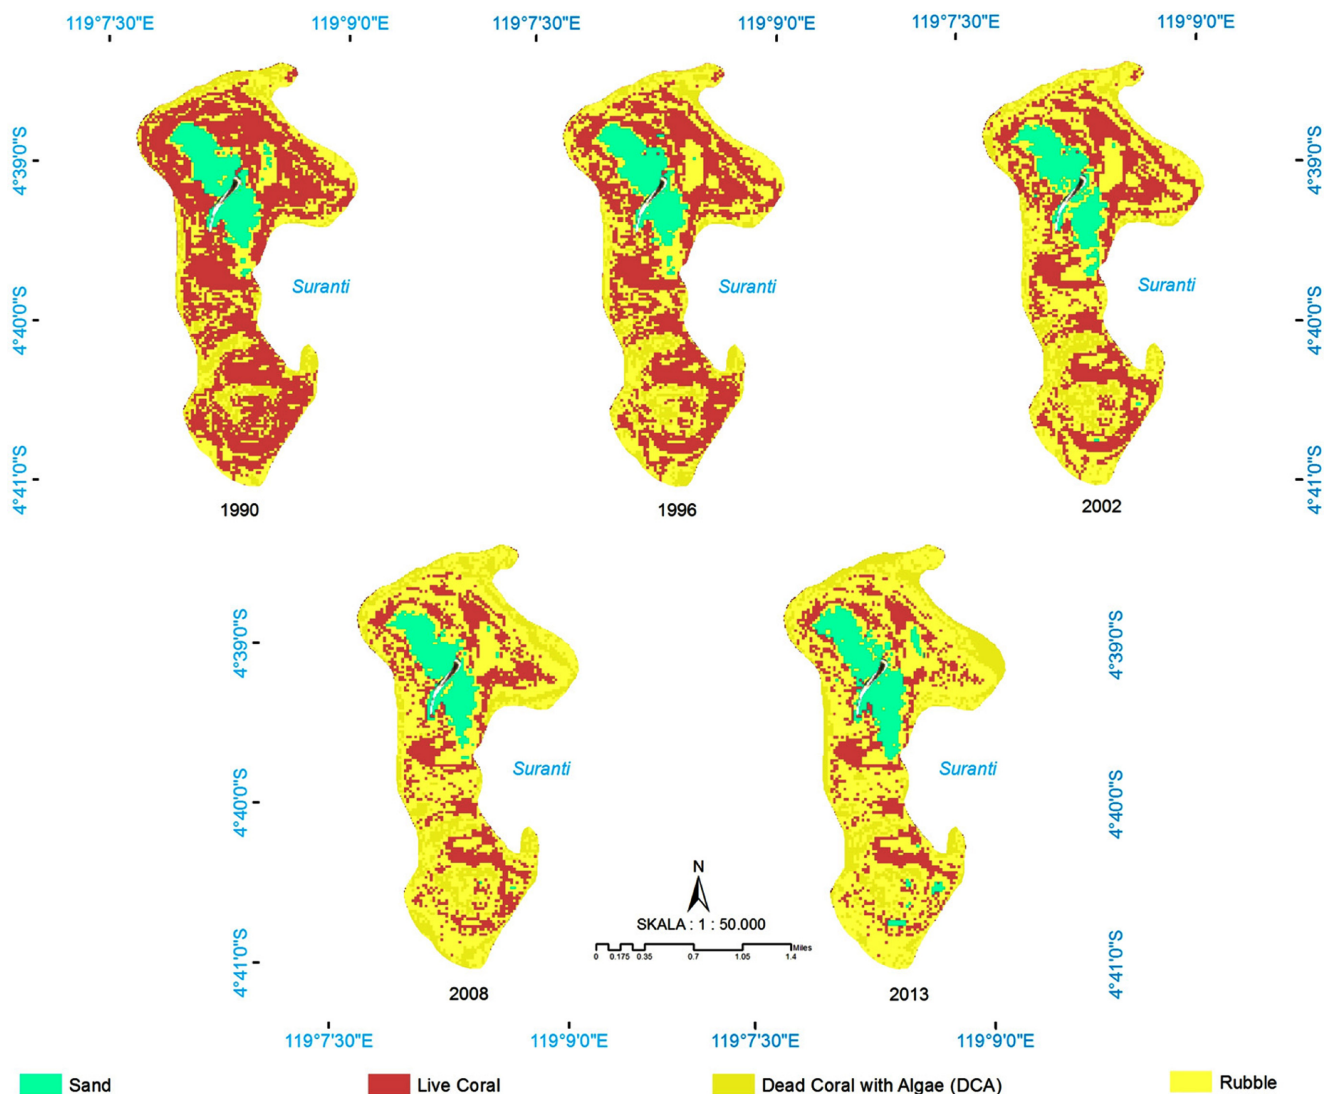 119°7'30"E 119°9'0"E 119°7'30"E 119°9'0"E 119°7'30"E 119°9'0"E
4°39'0"S 4°39'0"S
Suranti Suranti Suranti
4°40'0"S 4°40'0"S
4°41'0"S 4°41'0"S
1990 1996 2002
4°39'0"S 4°39'0"S
Suranti Suranti
4°40'0"S 4°40'0"S
N
SKALA : 1 : 50.000
Miles
0 0.175 0.35 0.7 1.05 1.4
4°41'0"S 4°41'0"S
2008 2013
119°7'30"E 119°9'0"E 119°7'30"E 119°9'0"E
Sand Live Coral Dead Coral with Algae (DCA) Rubble